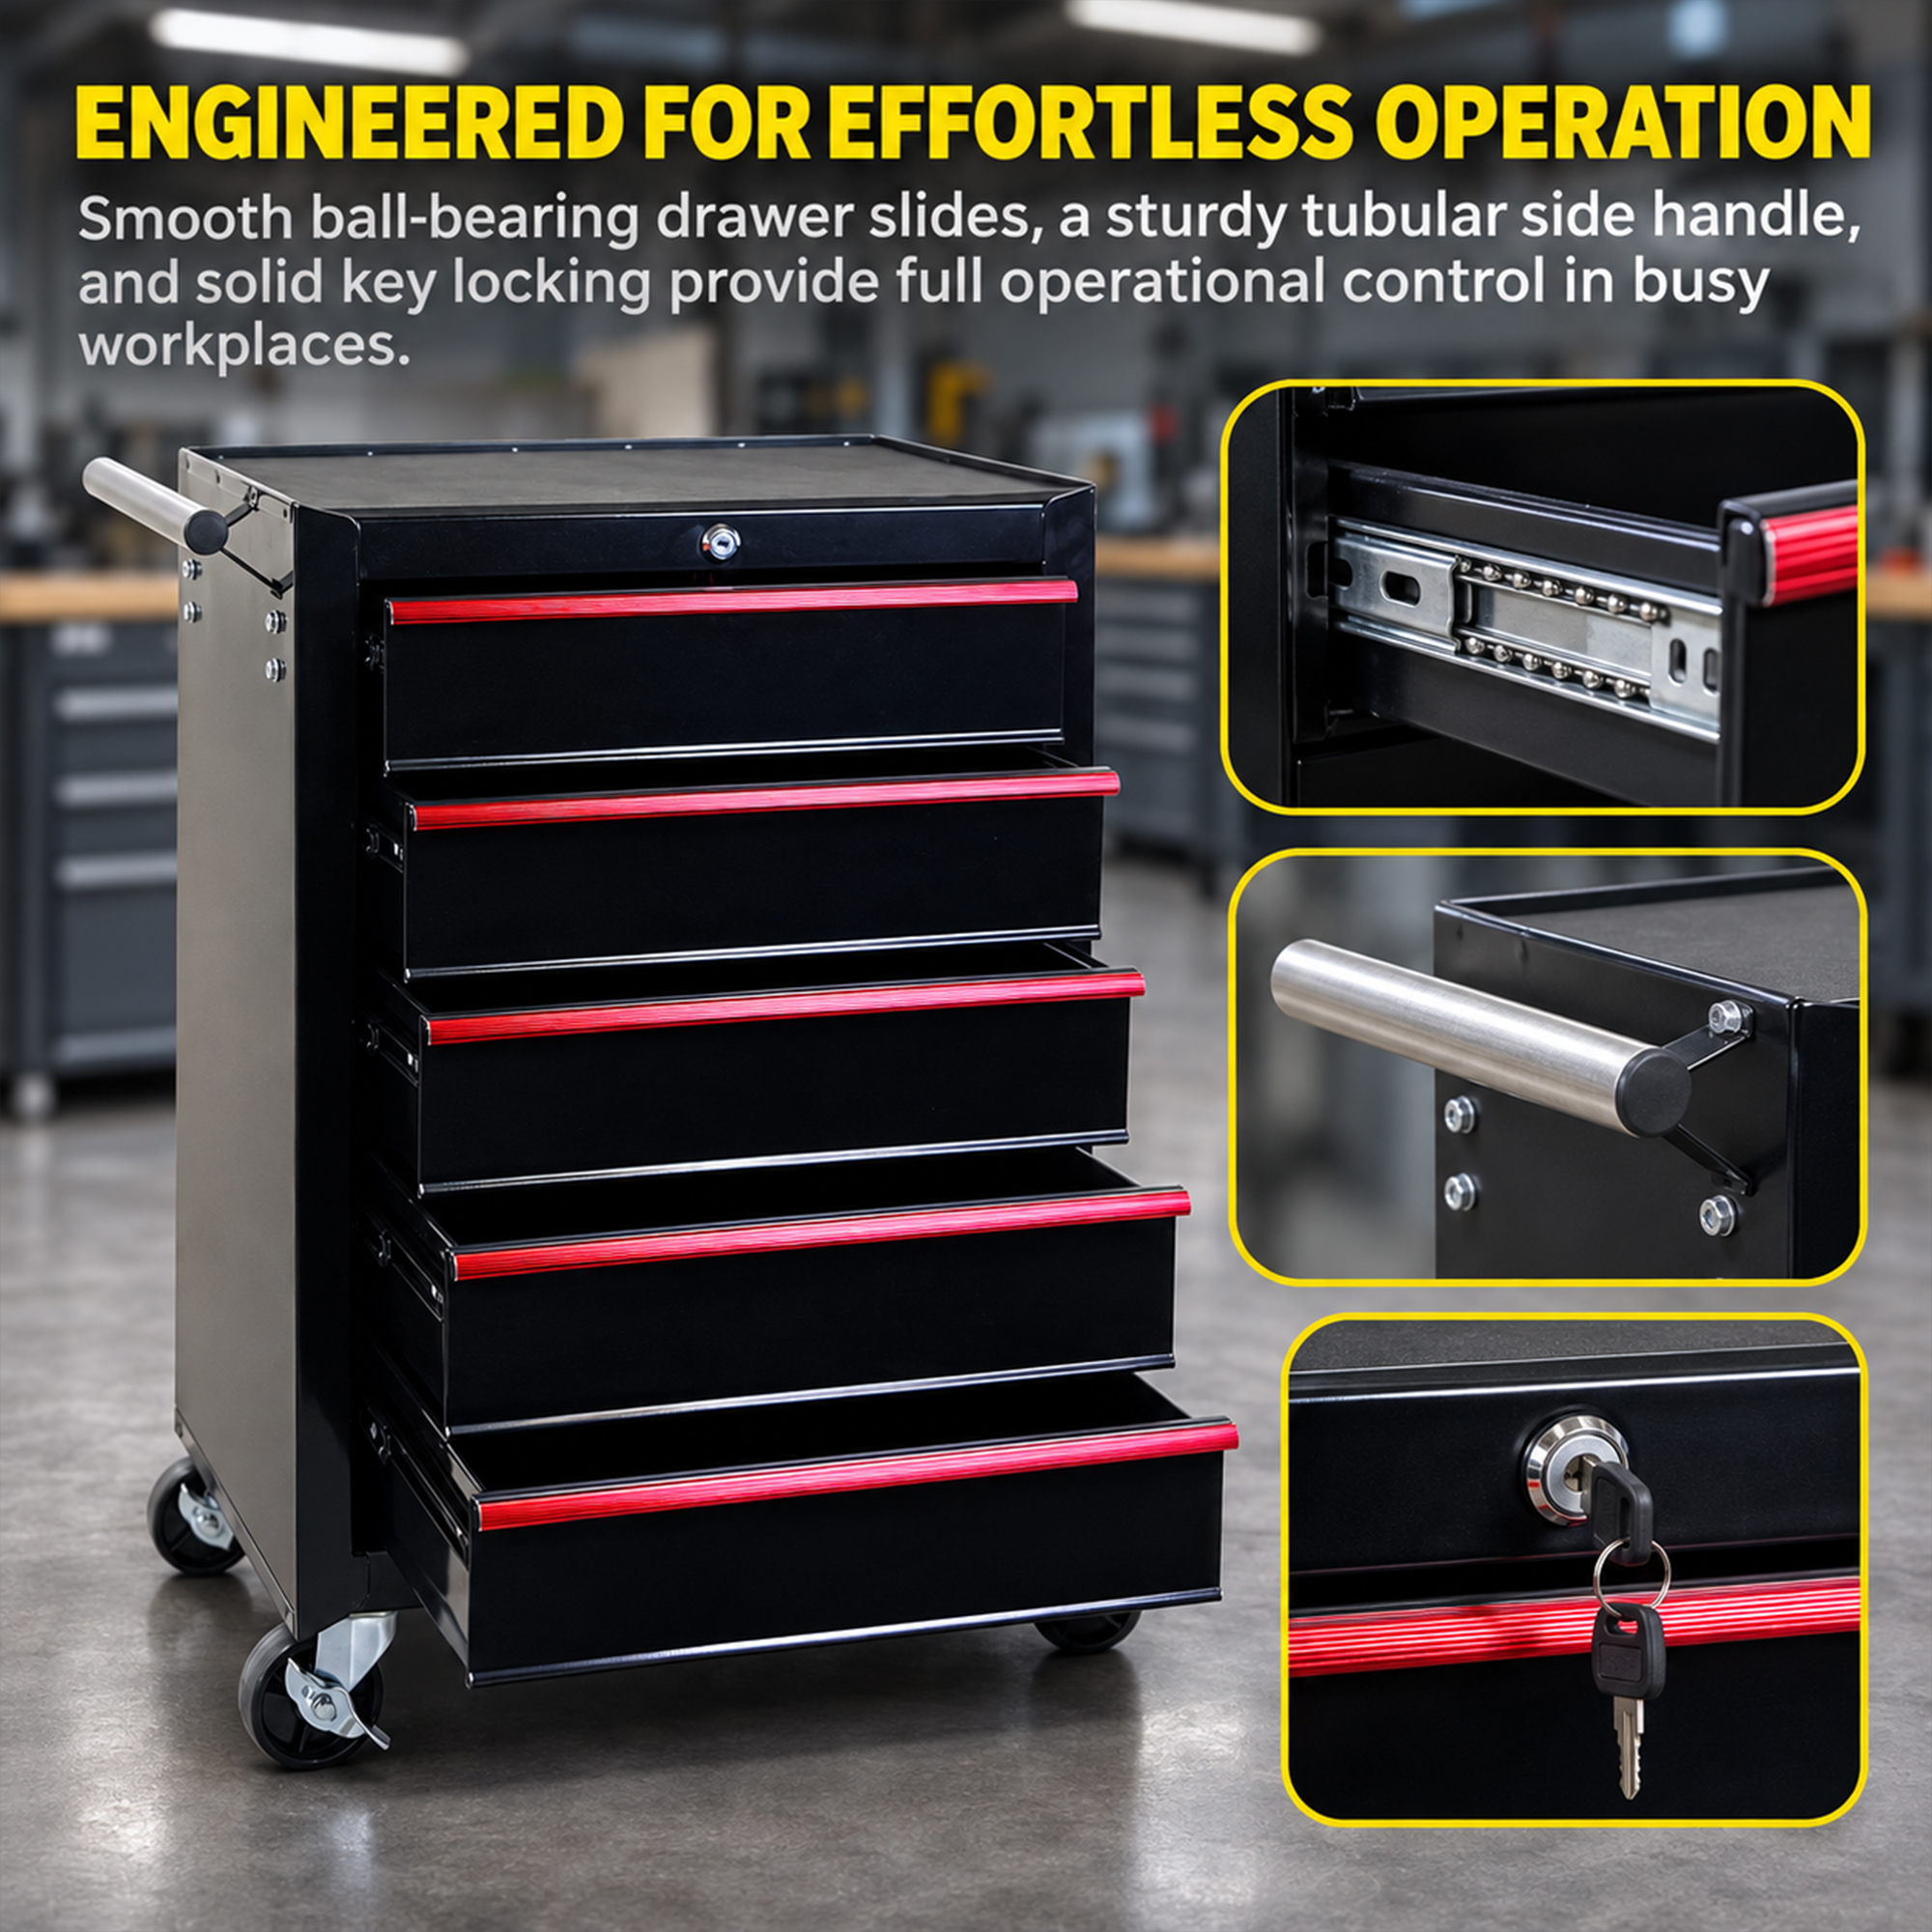 ENGINEERED FOR EFFORTLESS OPERATION
Smooth ball-bearing drawer slides, a sturdy tubular side handle,
and solid key locking provide full operational control in busy
workplaces.